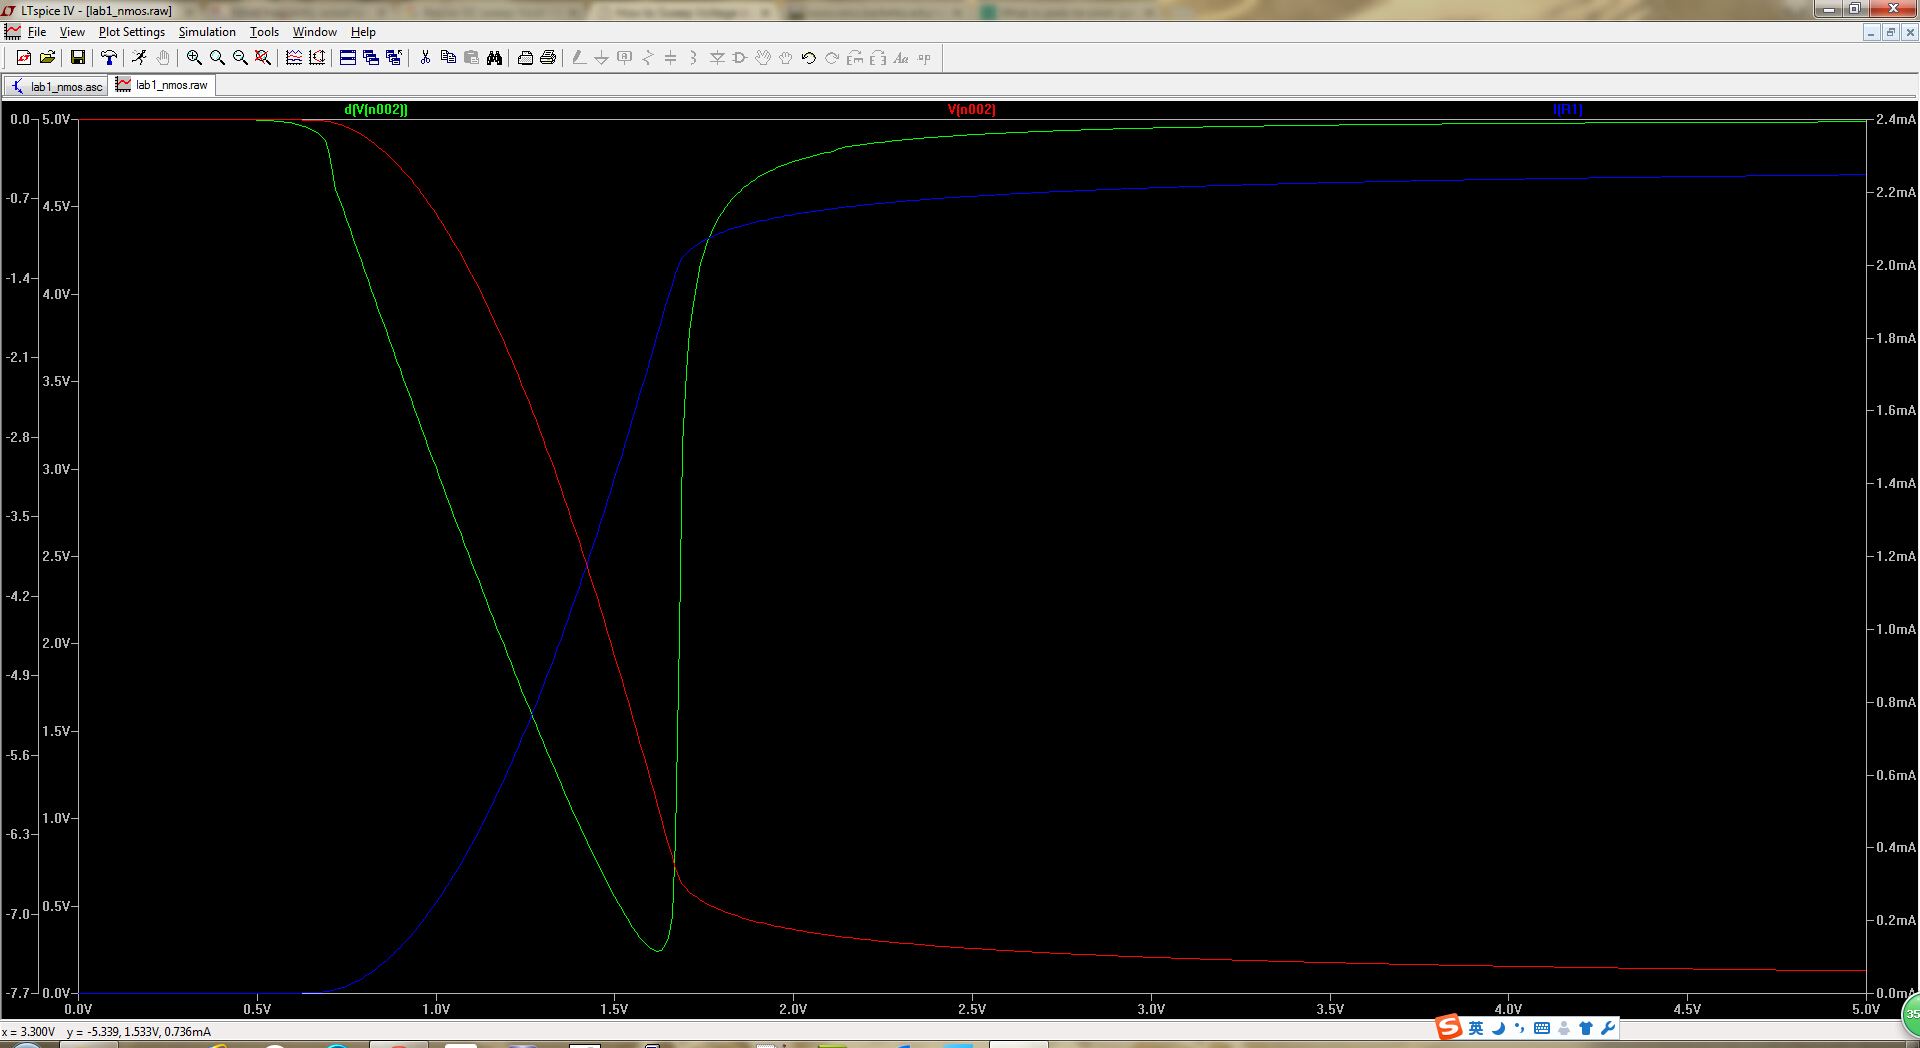 LTspice IV - [lab1_nmos.raw]
File View Plot Settings Simulation Tools Window Help
lab1_nmos.asc lab1_nmos.raw
d(V(n002)) V(n002) I(R1)
0.0 5.0V 2.4mA
-0.7 4.5V 2.2mA
-1.4 4.0V 2.0mA
-2.1 3.5V 1.8mA
-2.8 3.0V 1.6mA
-3.5 2.5V 1.4mA
-4.2 2.0V 1.2mA
-4.9 1.5V 1.0mA
-5.6 1.0V 0.8mA
-6.3 0.5V 0.6mA
-7.0 0.4mA
0.2mA
-7.7 0.0V 0.0mA
0.0V 0.5V 1.0V 1.5V 2.0V 2.5V 3.0V 3.5V 4.0V 4.5V 5.0V
35
英
x = 3.300V y = -5.339, 1.533V, 0.736mA